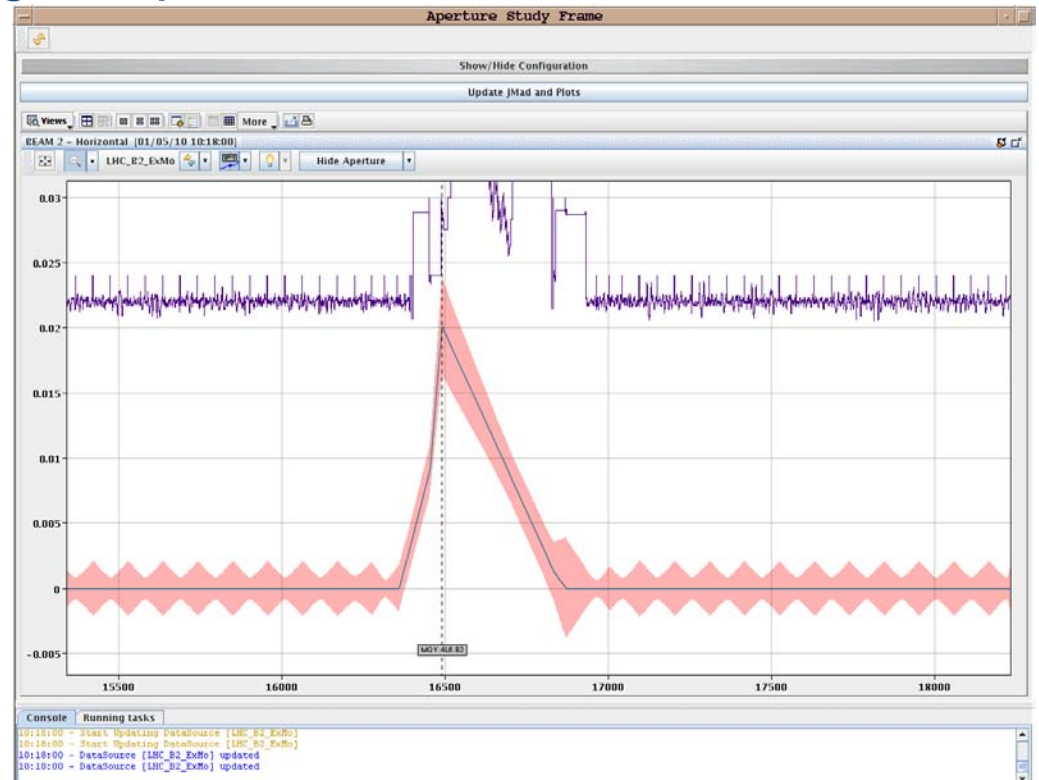 Aperture Study Frame
Show/Hide Configuration
Update JMad and Plots
Views More
BEAM 2 - Horizontal [01/05/10 10:18:00]
LHC_B2_ExMo Hide Aperture
0.03
0.025
0.02
0.015
0.01
0.005
0
-0.005
MQY.4L8.B2
15500 16000 16500 17000 17500 18000
Console Running tasks
10:18:00 - Start Updating DataSource [LHC_B2_ExMo]
10:18:00 - Start Updating DataSource [LHC_B2_ExMo]
10:18:00 - DataSource [LHC_B2_ExMo] updated
10:18:00 - DataSource [LHC_B2_ExMo] updated